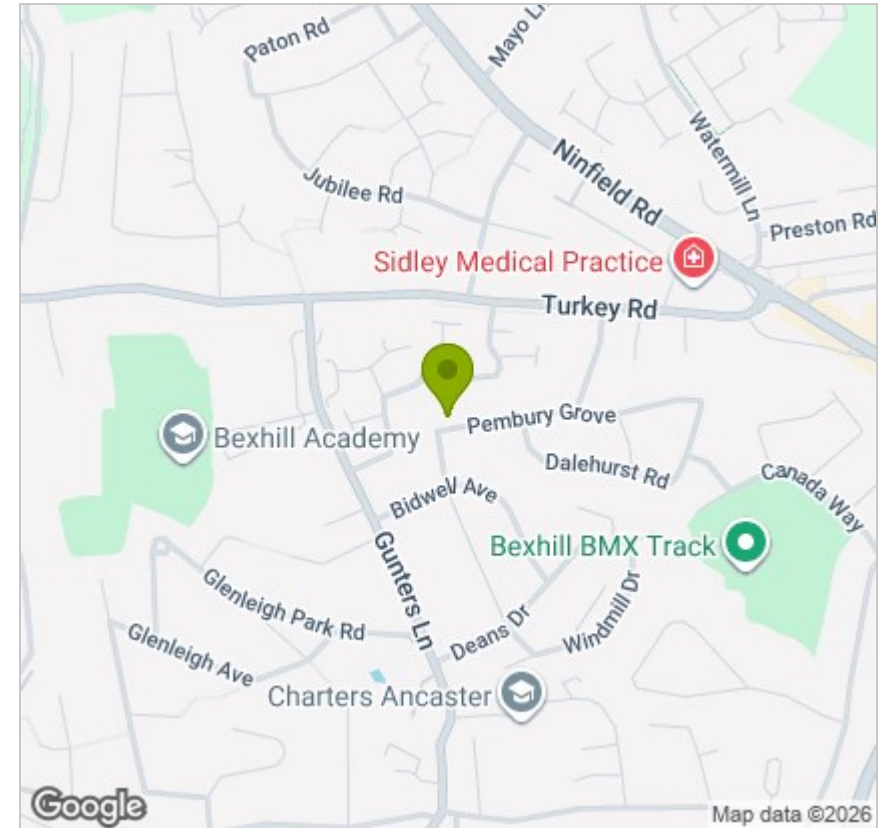 Paton Rd
Mayo Ln
Watermill Ln
Ninfield Rd
Jubilee Rd
Preston Rd
Sidley Medical Practice
Turkey Rd
Bexhill Academy
Pembury Grove
Dalehurst Rd
Canada Way
Bidwell Ave
Bexhill BMX Track
Gunters Ln
Glenleigh Park Rd
Windmill Dr
Deans Dr
Glenleigh Ave
Charters Ancaster
Google
Map data ©2026